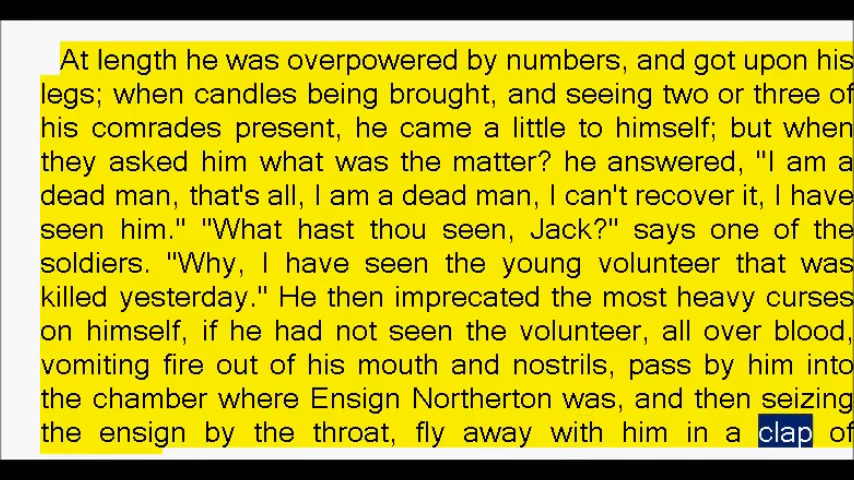 At length he was overpowered by numbers, and got upon his
legs; when candles being brought, and seeing two or three of
his comrades present, he came a little to himself; but when
they asked him what was the matter? he answered, "I am a
dead man, that's all, I am a dead man, I can't recover it, I have
seen him." "What hast thou seen, Jack?" says one of the
soldiers. "Why, I have seen the young volunteer that was
killed yesterday." He then imprecated the most heavy curses
on himself, if he had not seen the volunteer, all over blood,
vomiting fire out of his mouth and nostrils, pass by him into
the chamber where Ensign Northerton was, and then seizing
the ensign by the throat, fly away with him in a clap of